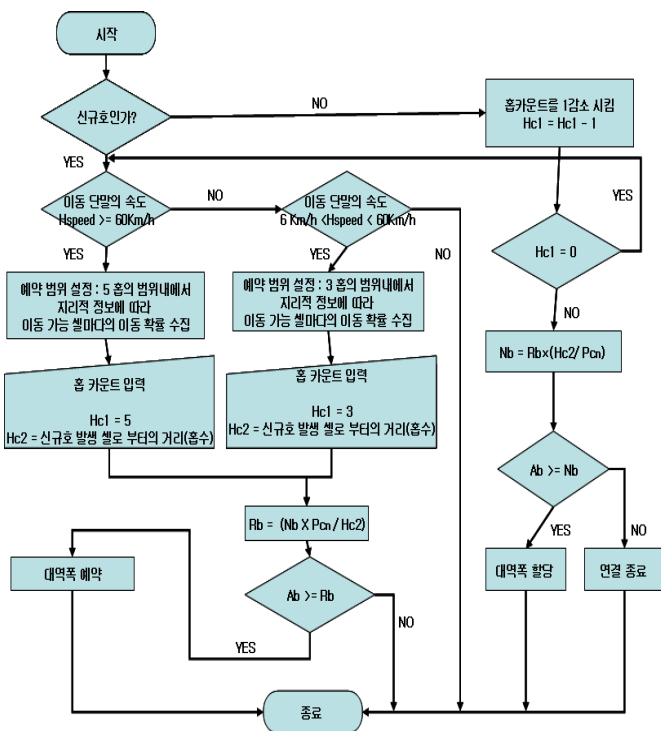 시작
신규호인가?
NO
홉카운트를 1감소 시킴
Hc1 = Hc1 - 1
YES
이동 단말의 속도
Hspeed >= 60Km/h
NO
이동 단말의 속도
6 Km/h <Hspeed < 60Km/h
YES
Hc1 = 0
YES
YES
NO
예약 범위 설정 : 5 홉의 범위내에서
지리적 정보에 따라
이동 가능 셀마다의 이동 확률 수집
예약 범위 설정 : 3 홉의 범위내에서
지리적 정보에 따라
이동 가능 셀마다의 이동 확률 수집
NO
Nb = Rb×(Hc2/ Pcn)
홉 카운트 입력
Hc1 = 5
Hc2 = 신규호 발생 셀로 부터의 거리(홉수)
홉 카운트 입력
Hc1 = 3
Hc2 = 신규호 발생 셀로 부터의 거리(홉수)
Ab >= Nb
Rb = (Nb X Pcn / Hc2)
YES
NO
대역폭 예약
Ab >= Rb
대역폭 할당
연결 종료
YES
NO
종료